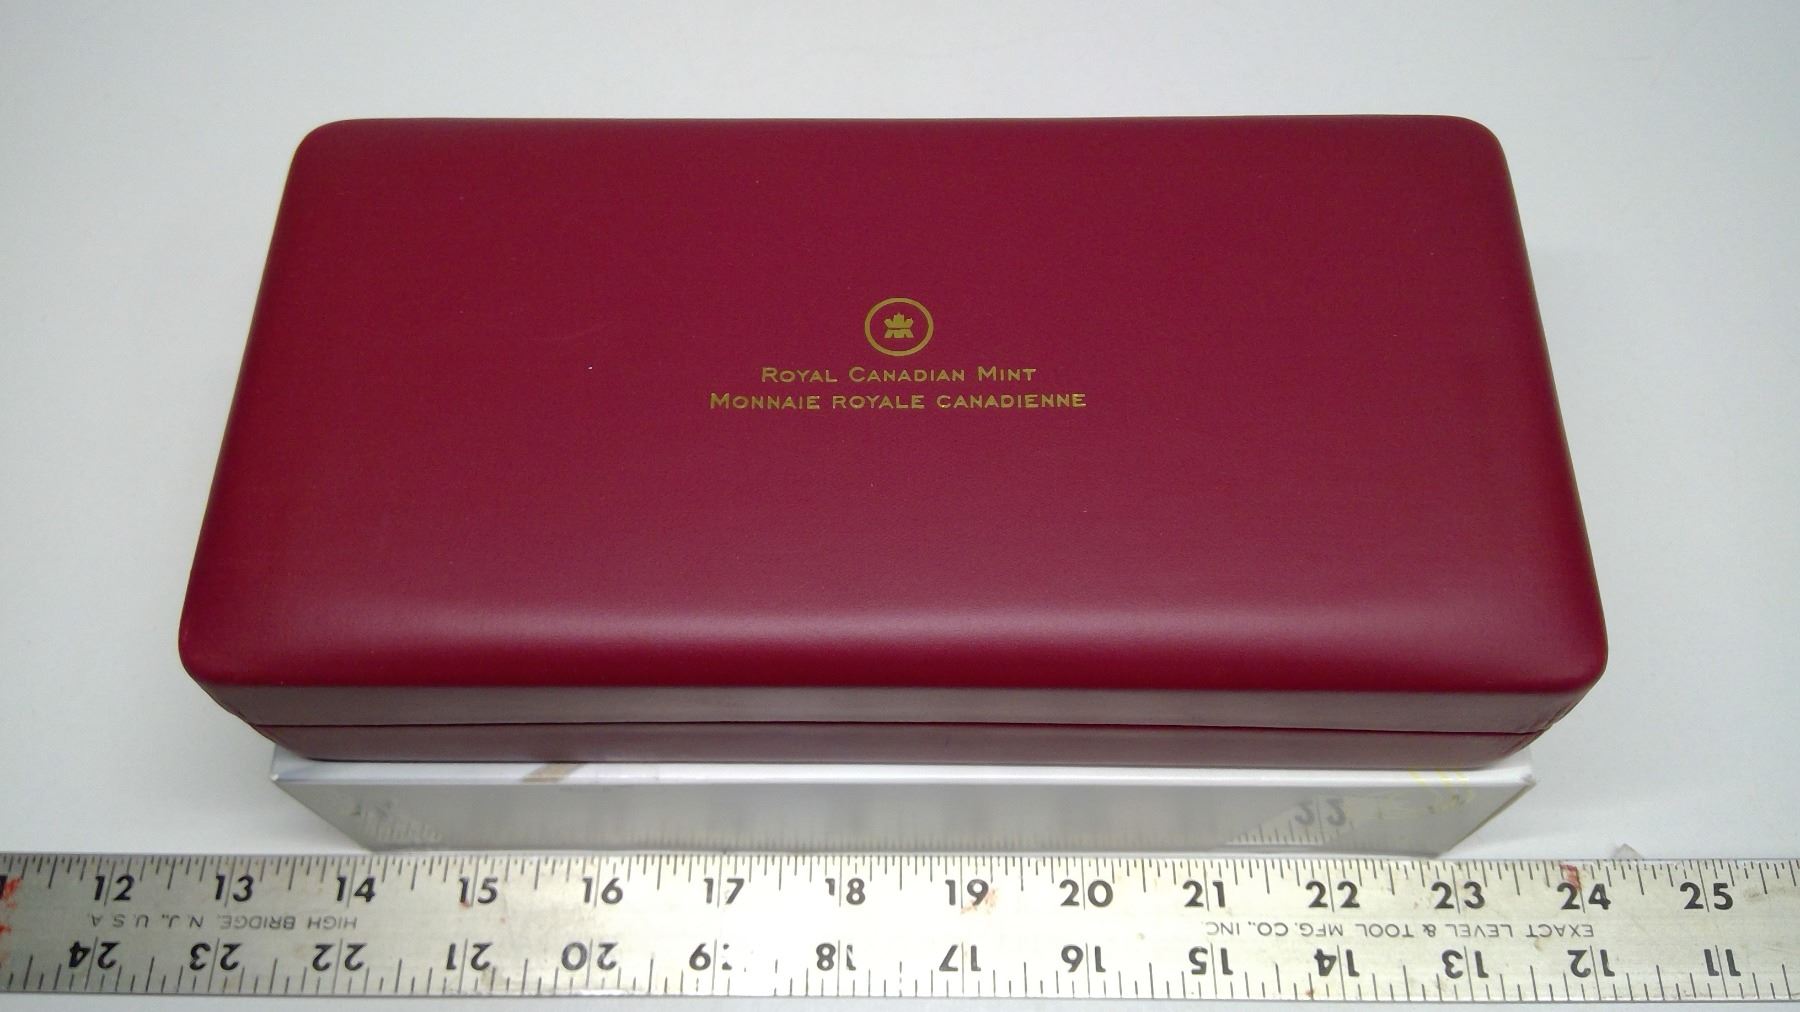 ROYAL CANADIAN MINT
MONNAIE ROYALE CANADIENNE
12 13 14 15 16 17 18 19 20 21 22 23 24 25
HIGH BRIDGE, N.J., U.S.A.
EXACT LEVEL & TOOL MFG. CO., INC.
24 23 22 21 20 19 18 17 16 15 14 13 12 11